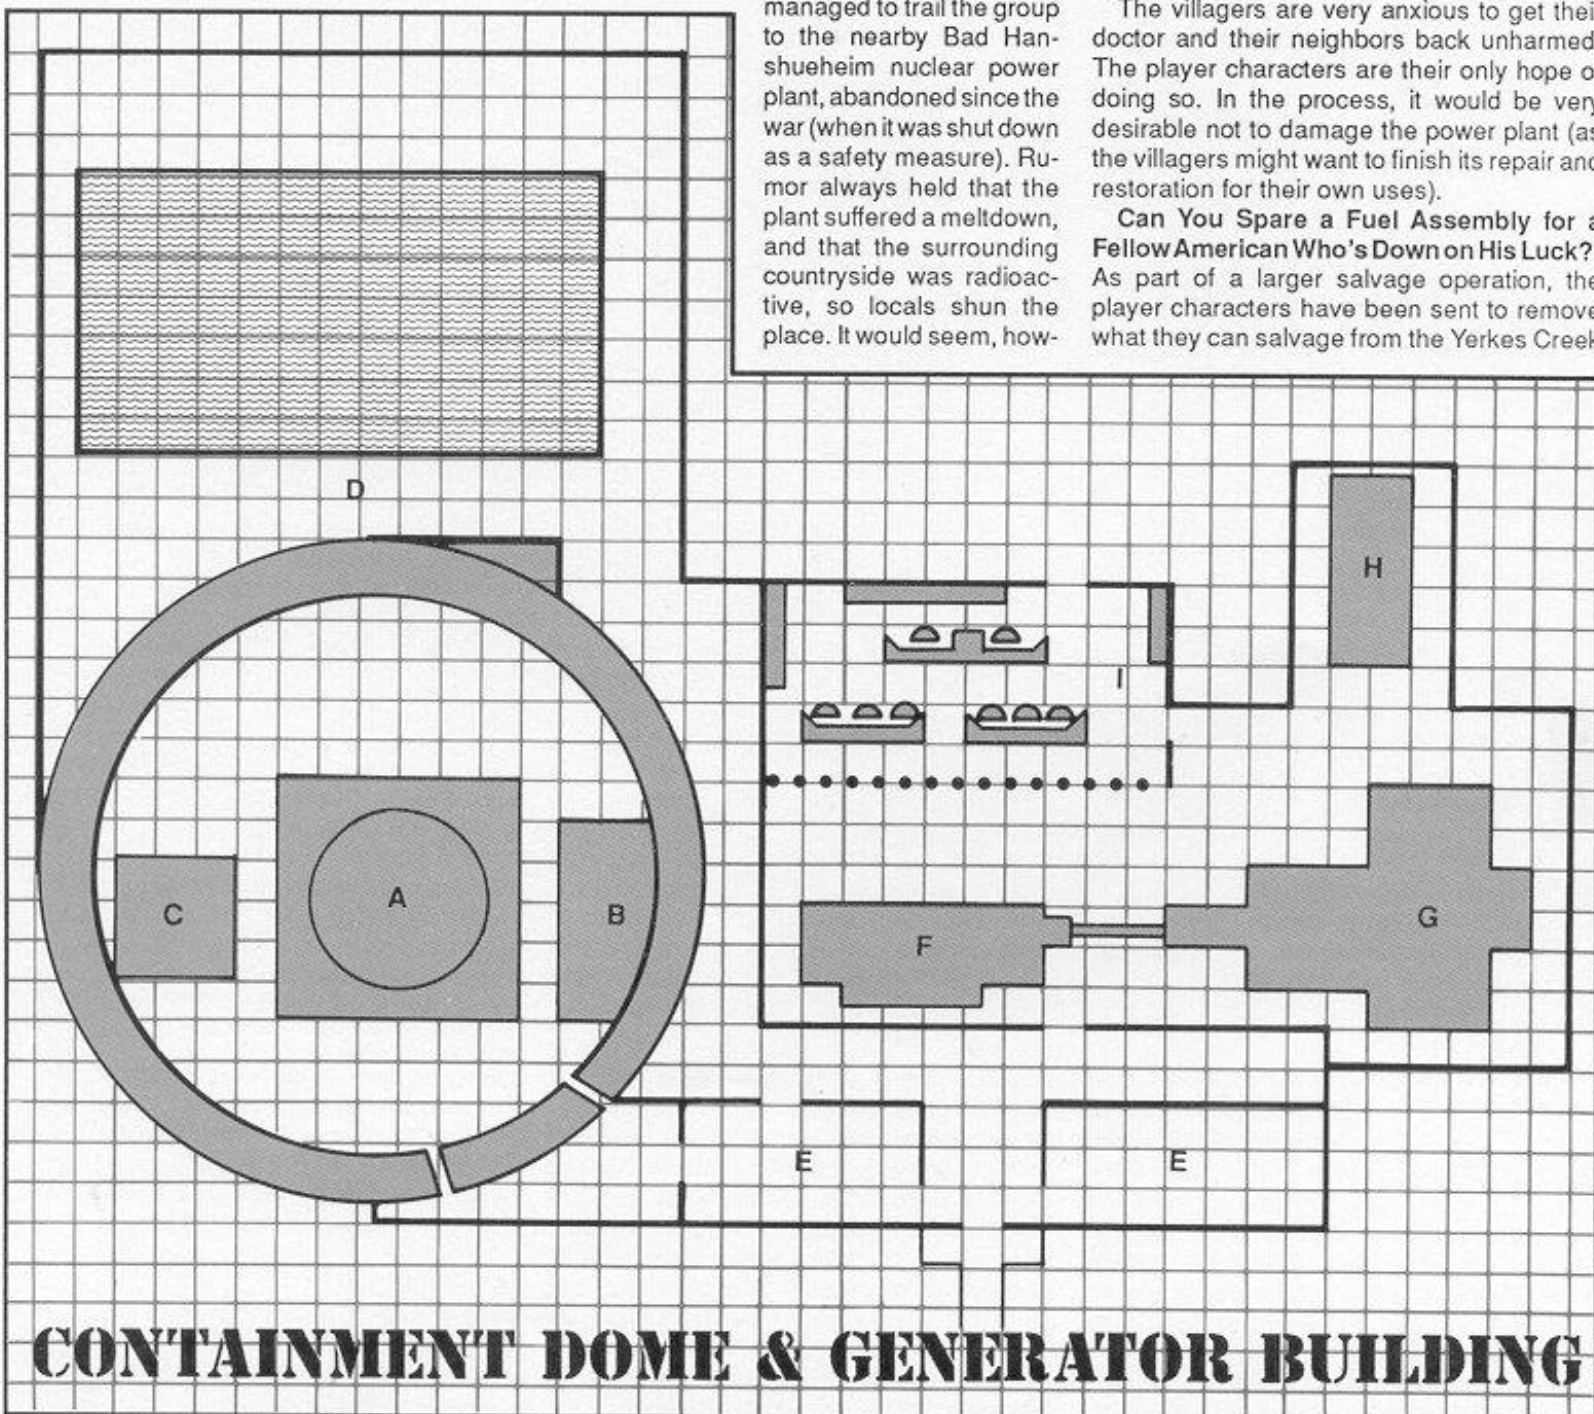 managed to trail the group
to the nearby Bad Han-
shueheim nuclear power
plant, abandoned since the
war (when it was shut down
as a safety measure). Ru-
mor always held that the
plant suffered a meltdown,
and that the surrounding
countryside was radioac-
tive, so locals shun the
place. It would seem, how-
The villagers are very anxious to get thei
doctor and their neighbors back unharmed
The player characters are their only hope o
doing so. In the process, it would be very
desirable not to damage the power plant (as
the villagers might want to finish its repair and
restoration for their own uses).
Can You Spare a Fuel Assembly for a
Fellow American Who's Down on His Luck?
As part of a larger salvage operation, the
player characters have been sent to remove
what they can salvage from the Yerkes Creek
D
H
I
A
B
C
F
G
E
E
CONTAINMENT DOME & GENERATOR BUILDING